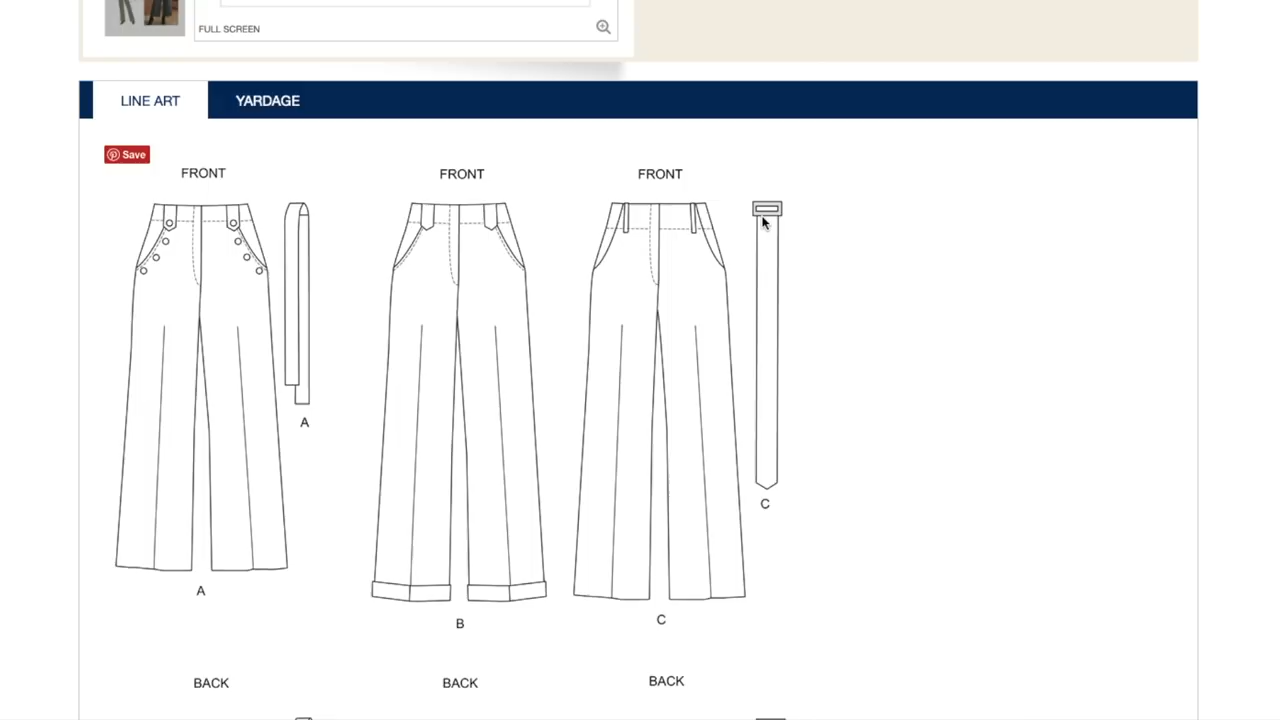 FULL SCREEN
LINE ART
YARDAGE
Save
FRONT
FRONT
FRONT
A
C
A
B
C
BACK
BACK
BACK